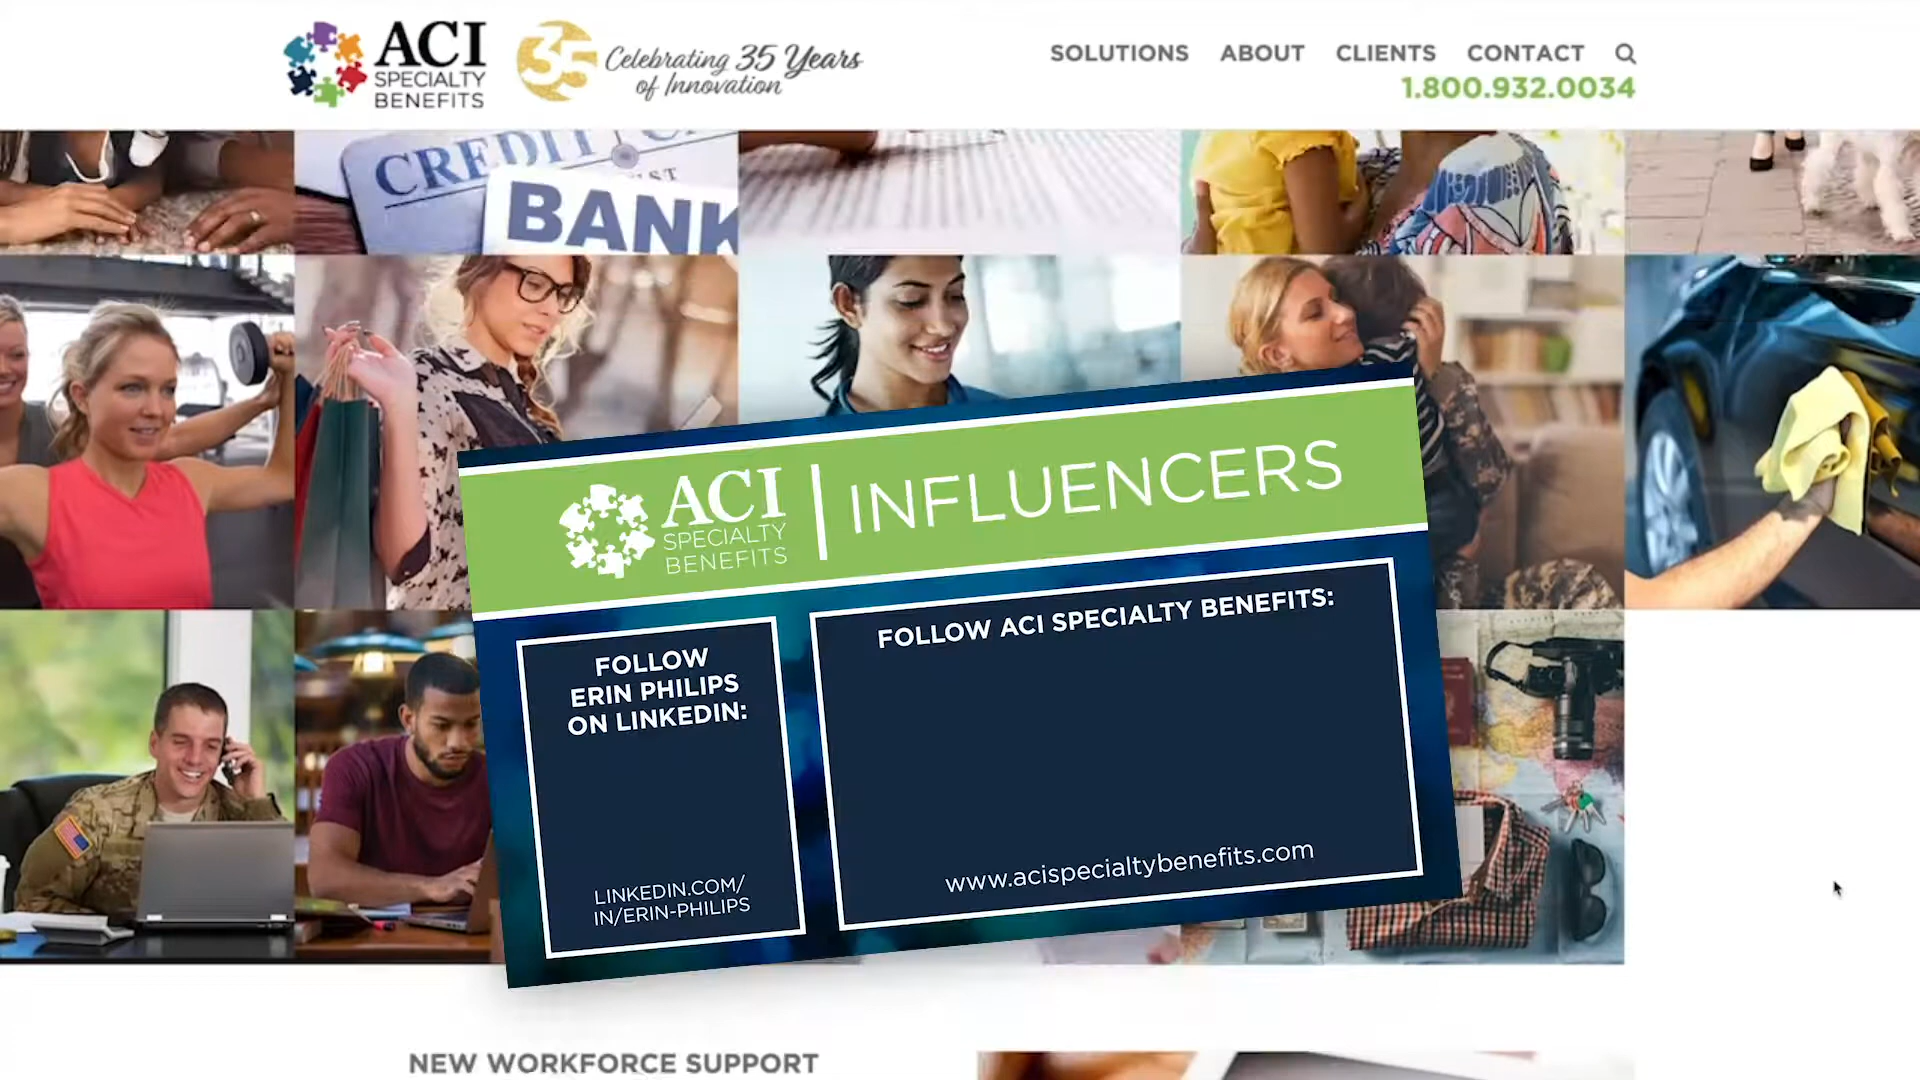 ACI
SPECIALTY
BENEFITS
35
Celebrating 35 Years
of Innovation
SOLUTIONS ABOUT CLIENTS CONTACT
1.800.932.0034
CREDIT
BANK
ACI
SPECIALTY
BENEFITS
INFLUENCERS
FOLLOW
ERIN PHILIPS
ON LINKEDIN:
LINKEDIN.COM/
IN/ERIN-PHILIPS
FOLLOW ACI SPECIALTY BENEFITS:
www.acispecialtybenefits.com
NEW WORKFORCE SUPPORT